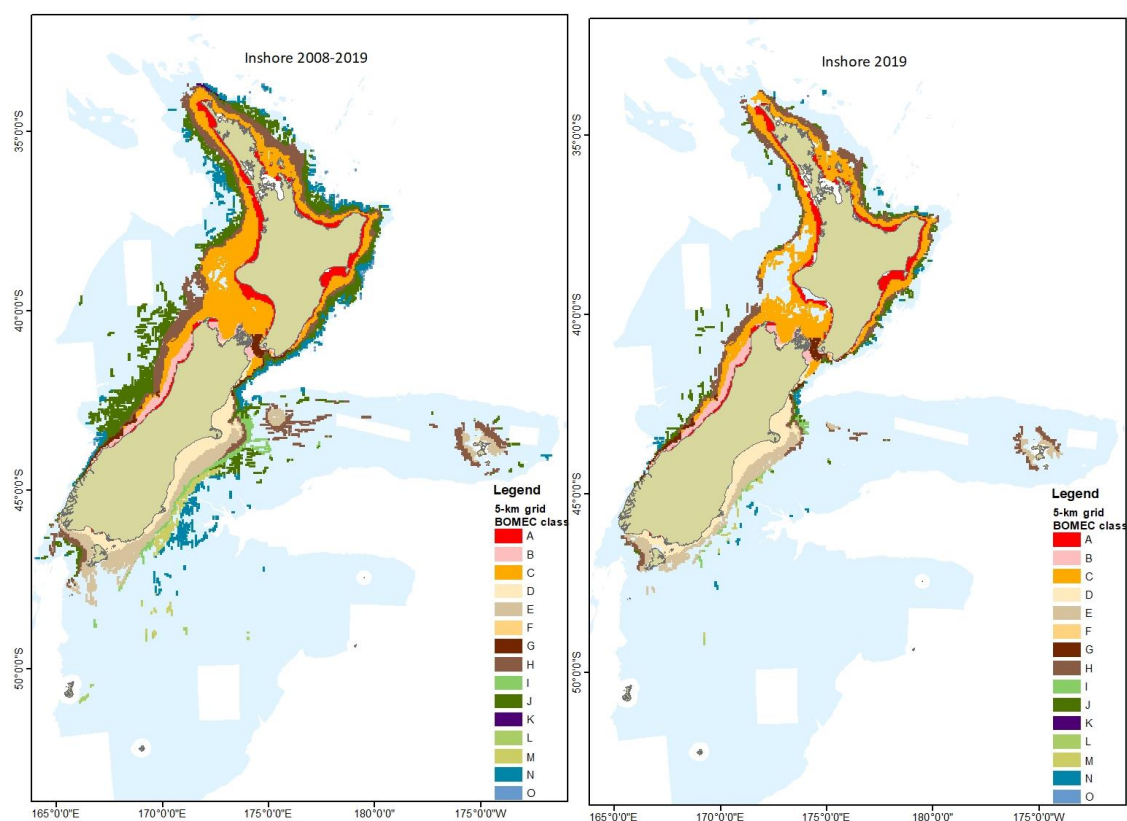 Inshore 2008-2019
35°0'0"S
40°0'0"S
45°0'0"S
50°0'0"S
Legend
5-km grid
BOMEC class
A
B
C
D
E
F
G
H
I
J
K
L
M
N
O
165°0'0"E
170°0'0"E
175°0'0"E
180°0'0"E
175°0'0"W
Inshore 2019
35°0'0"S
40°0'0"S
45°0'0"S
50°0'0"S
Legend
5-km grid
BOMEC class
A
B
C
D
E
F
G
H
I
J
K
L
M
N
O
165°0'0"E
170°0'0"E
175°0'0"E
180°0'0"E
175°0'0"W